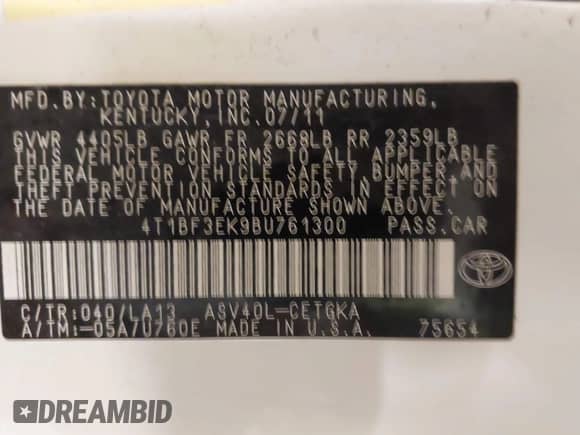 MFD.BY:TOYOTA MOTOR MANUFACTURING,
KENTUCKY,INC.07/11
GVWR 4405LB GAWR FR 2668LB RR 2359LB
THIS VEHICLE CONFORMS TO ALL APPLICABLE
FEDERAL MOTOR VEHICLE SAFETY, BUMPER,AND
THEFT PREVENTION STANDARDS IN EFFECT ON
THE DATE OF MANUFACTURE SHOWN ABOVE.
4T1BF3EK9BU761300 PASS.CAR
C/TR:040/LA13 ASV40L-CETGKA
A/TM:-05A/U760E MADE IN U.S.A. 75654
DREAMBID